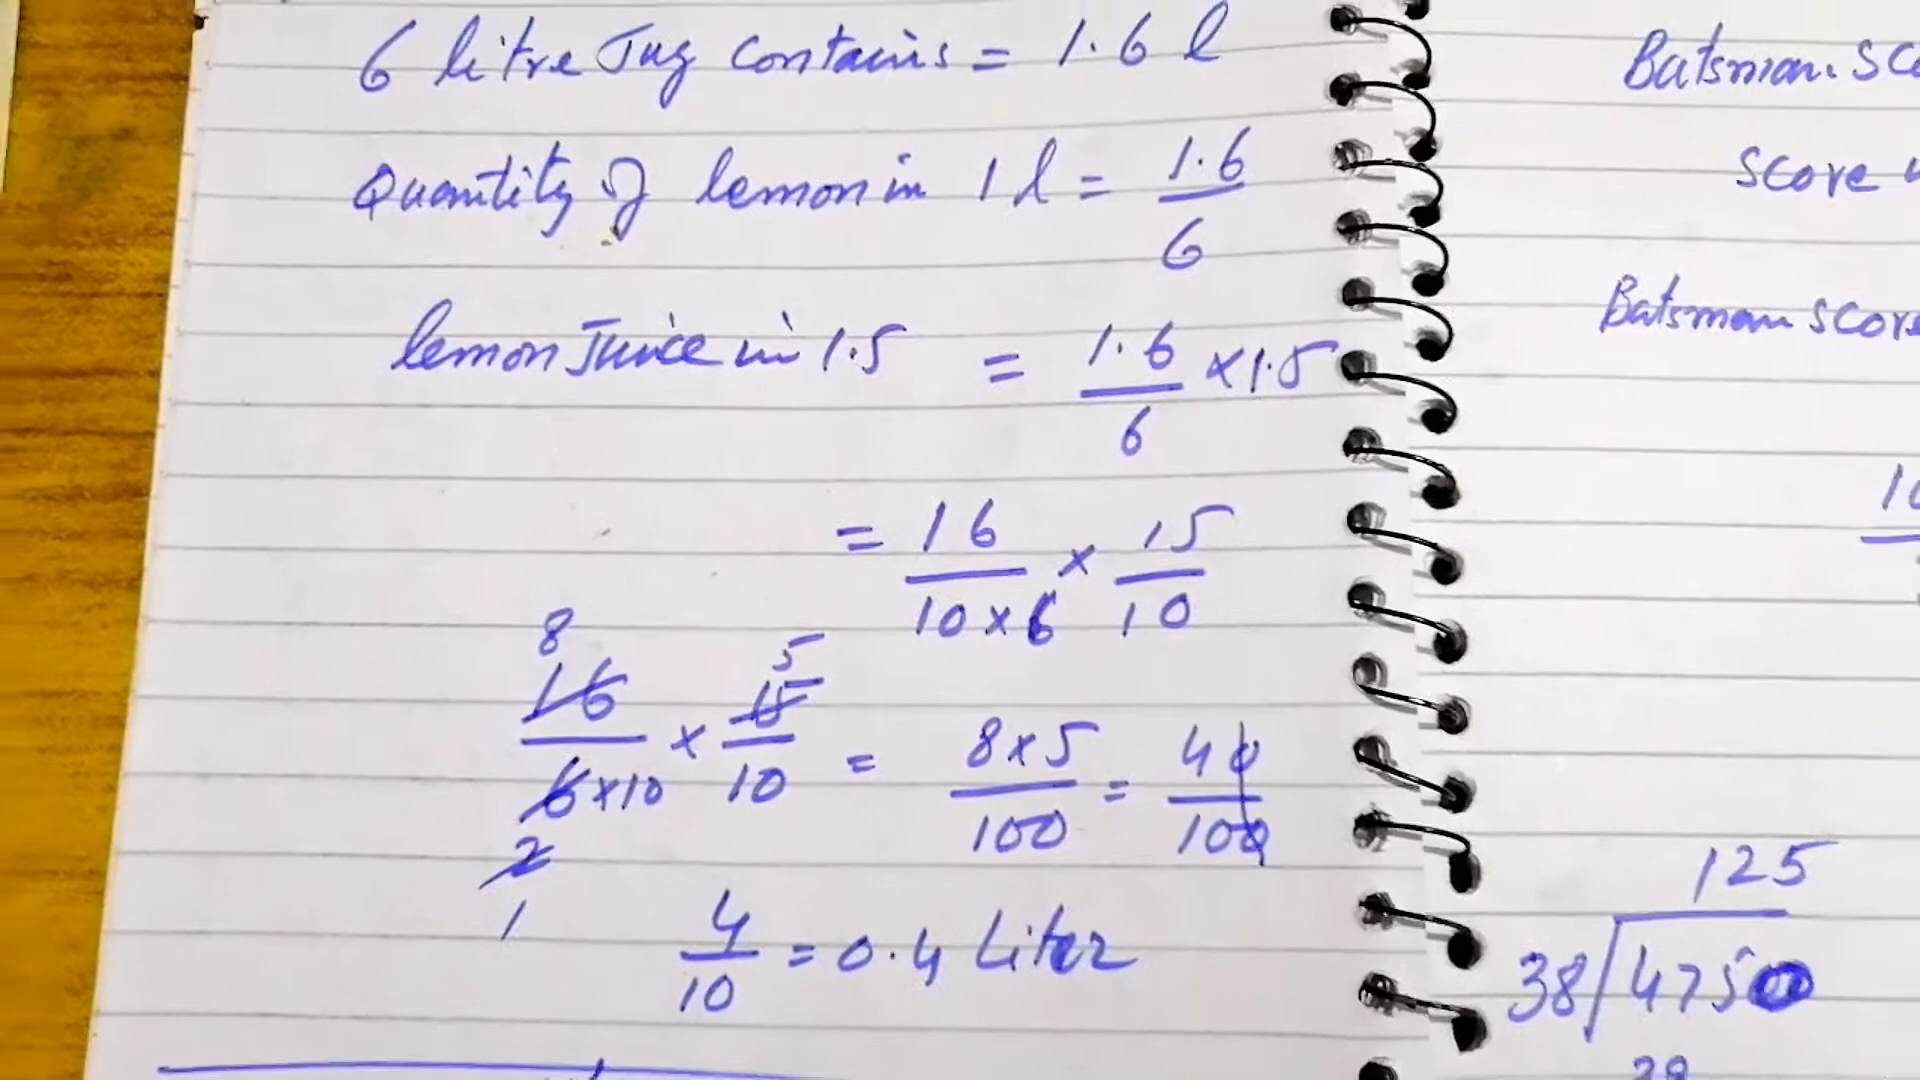 6 litre Jug contains = 1.6 l
Quantity of lemon in 1 l = 1.6
6
lemon Juice in 1.5 = 1.6 × 1.5
6
= 16 × 15
10 × 6 10
8 5
16 × 15 = 8×5 = 40
6×10 10 100 100
2
1
4 = 0.4 Liter
10
Batsman. Sc
Score
Batsman Score
10
125
38 4750
38